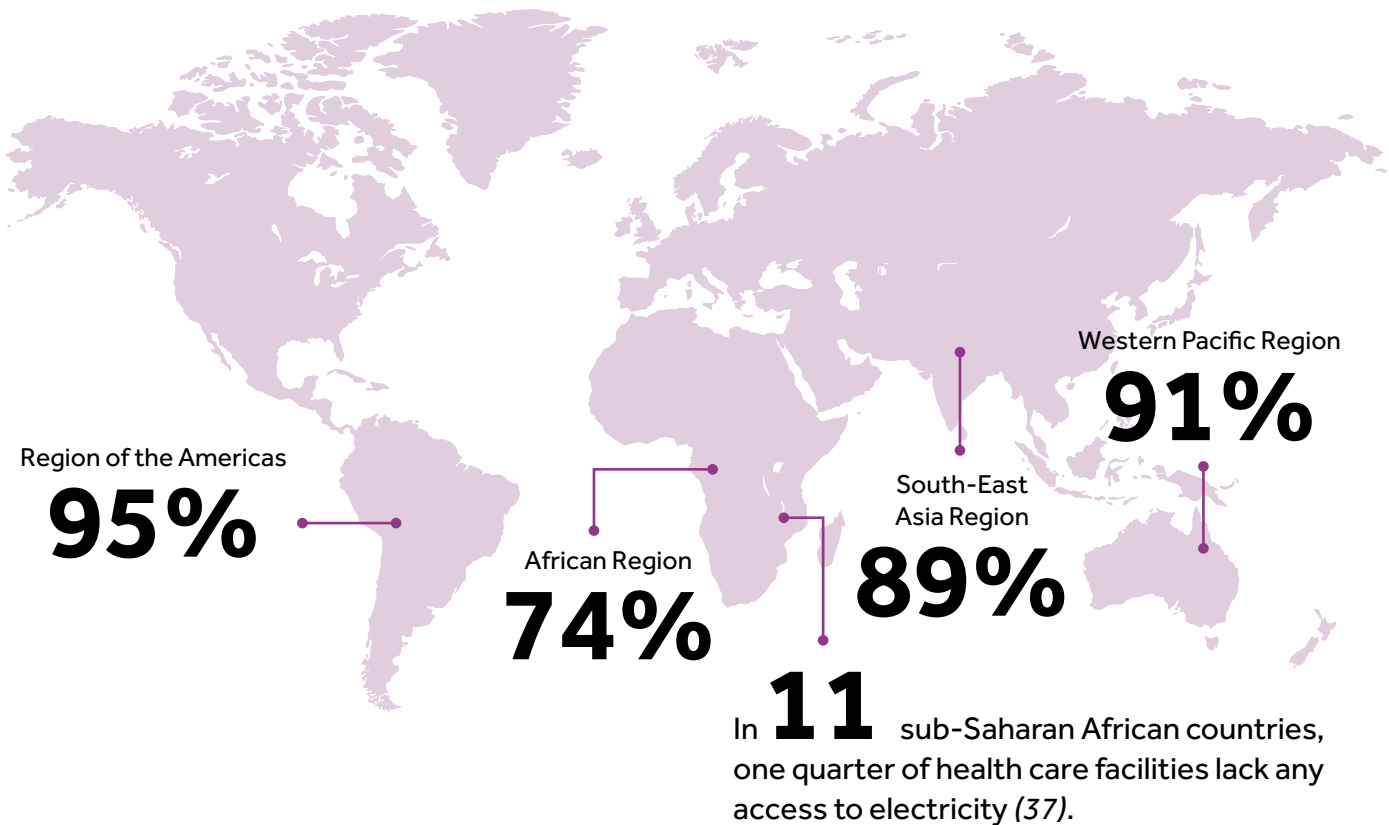 Region of the Americas
95%
African Region
74%
South-East
Asia Region
89%
Western Pacific Region
91%
In 11 sub-Saharan African countries,
one quarter of health care facilities lack any
access to electricity (37).